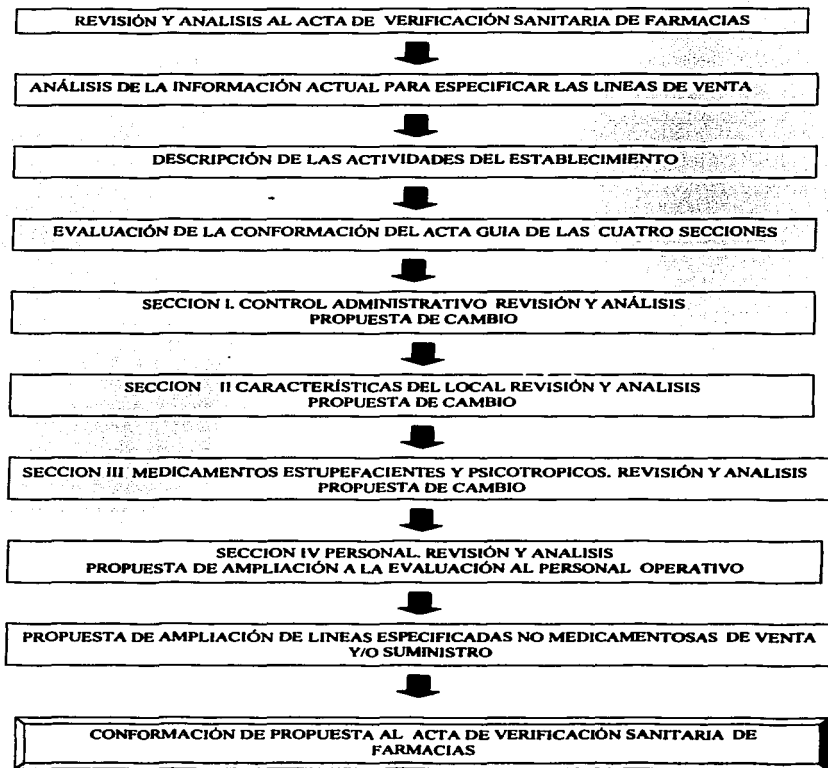 REVISIÓN Y ANALISIS AL ACTA DE VERIFICACIÓN SANITARIA DE FARMACIAS
ANÁLISIS DE LA INFORMACIÓN ACTUAL PARA ESPECIFICAR LAS LINEAS DE VENTA
DESCRIPCIÓN DE LAS ACTIVIDADES DEL ESTABLECIMIENTO
EVALUACIÓN DE LA CONFORMACIÓN DEL ACTA GUIA DE LAS CUATRO SECCIONES
SECCION I. CONTROL ADMINISTRATIVO REVISIÓN Y ANÁLISIS
PROPUESTA DE CAMBIO
SECCION II CARACTERÍSTICAS DEL LOCAL REVISIÓN Y ANALISIS
PROPUESTA DE CAMBIO
SECCION III MEDICAMENTOS ESTUPEFACIENTES Y PSICOTROPICOS. REVISIÓN Y ANALISIS
PROPUESTA DE CAMBIO
SECCION IV PERSONAL. REVISIÓN Y ANALISIS
PROPUESTA DE AMPLIACIÓN A LA EVALUACIÓN AL PERSONAL OPERATIVO
PROPUESTA DE AMPLIACIÓN DE LINEAS ESPECIFICADAS NO MEDICAMENTOSAS DE VENTA
Y/O SUMINISTRO
CONFORMACIÓN DE PROPUESTA AL ACTA DE VERIFICACIÓN SANITARIA DE
FARMACIAS